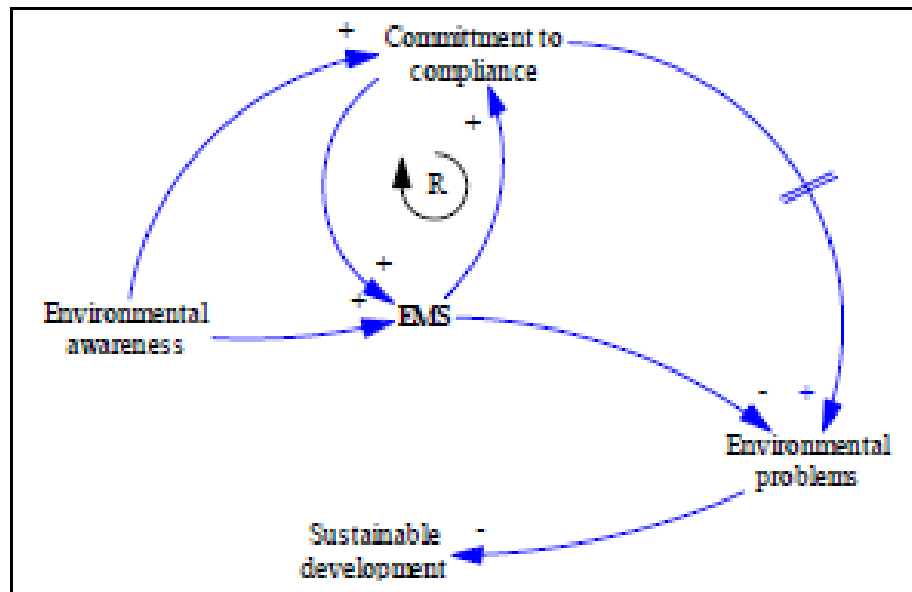 +
Committment to
compliance
+
R
+
+
Environmental
awareness
EMS
-
+
Environmental
problems
Sustainable
development
-